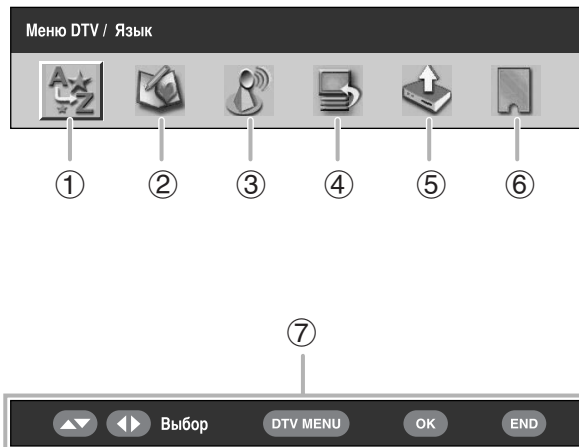 Меню DTV / Язык
A Z
① ② ③ ④ ⑤ ⑥
⑦
Выбор DTV MENU OK END